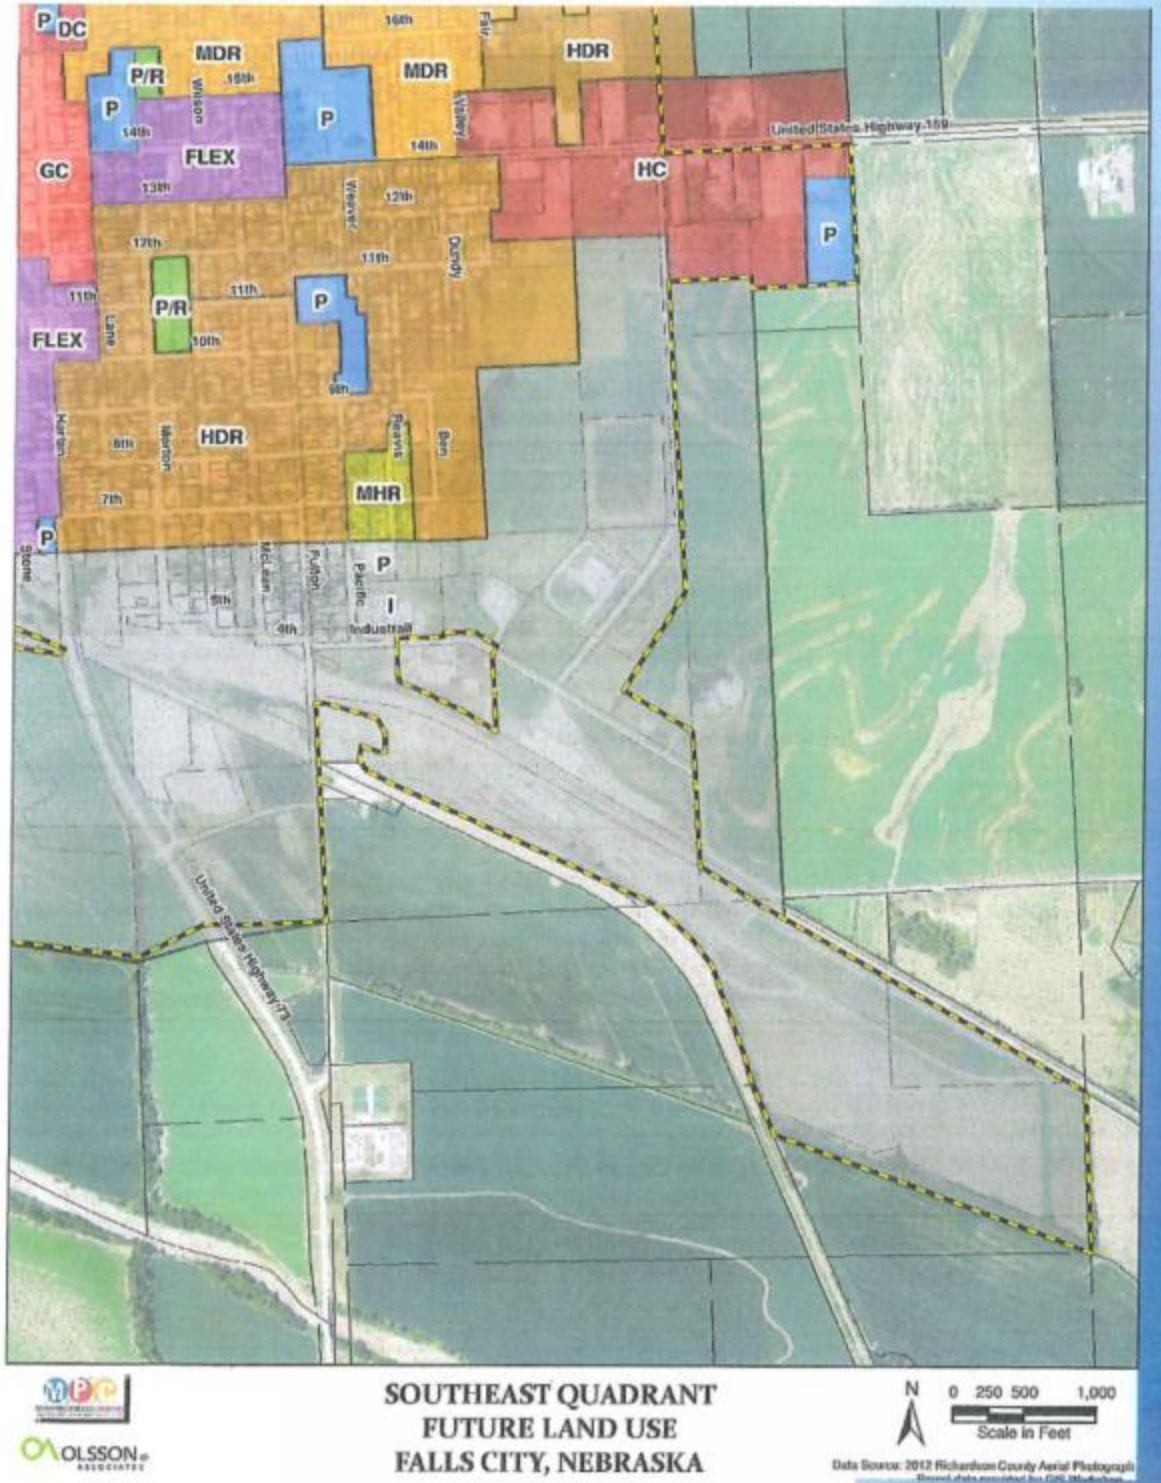 P
DC
16th
Fair
MDR
HDR
P/R
16th
MDR
Wilson
P
P
Valley
14th
14th
United States Highway 159
FLEX
GC
HC
13th
Weaver
12th
P
12th
Dundy
11th
11th
11th
P
P/R
Lane
FLEX
10th
9th
Harlan
Reavis
8th
Morton
HDR
Ben
MHR
7th
P
Stone
McLean
Fulton
Pacific
P
5th
I
4th
Industrail
United States Highway 73
MPC
OLSSON
ASSOCIATES
SOUTHEAST QUADRANT
FUTURE LAND USE
FALLS CITY, NEBRASKA
N
0 250 500 1,000
Scale in Feet
Data Source: 2012 Richardson County Aerial Photograph